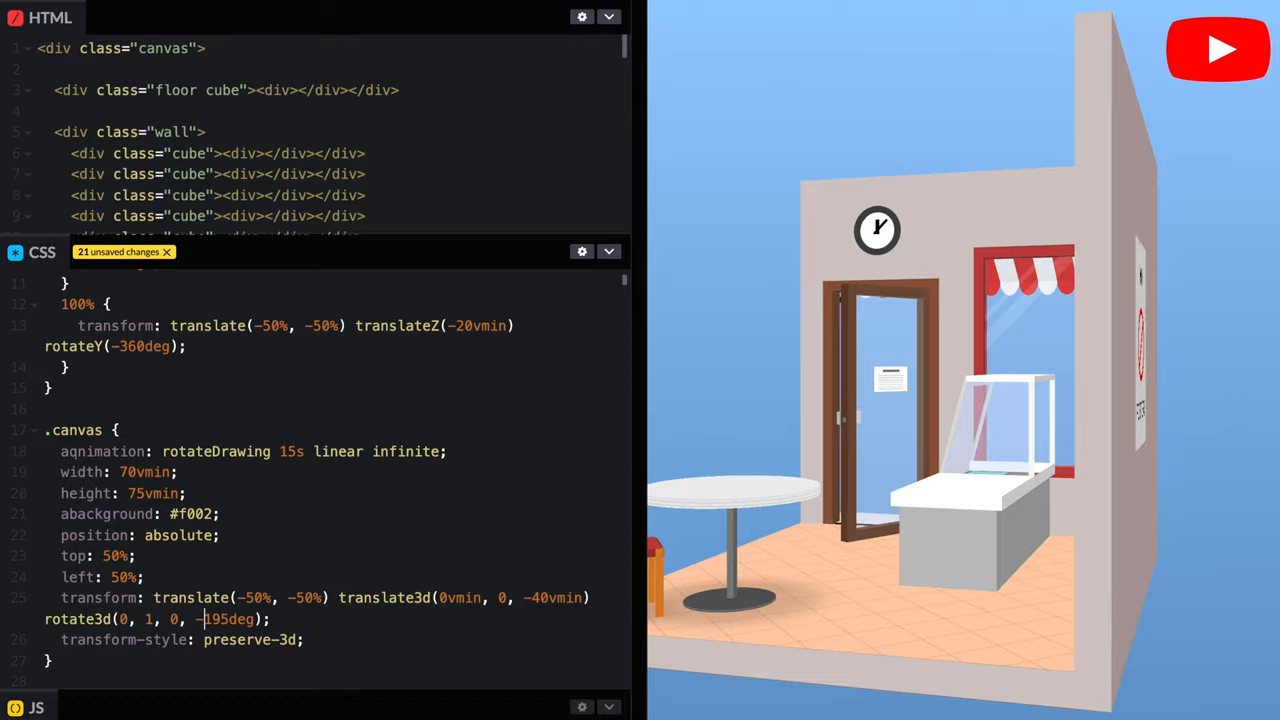 HTML
1 <div class="canvas">
2
3 <div class="floor cube"><div></div></div>
4
5 <div class="wall">
6 <div class="cube"><div></div></div>
7 <div class="cube"><div></div></div>
8 <div class="cube"><div></div></div>
9 <div class="cube"><div></div></div>
CSS 21 unsaved changes
11 }
12 100% {
13 transform: translate(-50%, -50%) translateZ(-20vmin)
rotateY(-360deg);
14 }
15 }
16
17 .canvas {
18 aqnimation: rotateDrawing 15s linear infinite;
19 width: 70vmin;
20 height: 75vmin;
21 abackground: #f002;
22 position: absolute;
23 top: 50%;
24 left: 50%;
25 transform: translate(-50%, -50%) translate3d(0vmin, 0, -40vmin)
rotate3d(0, 1, 0, -195deg);
26 transform-style: preserve-3d;
27 }
28
JS